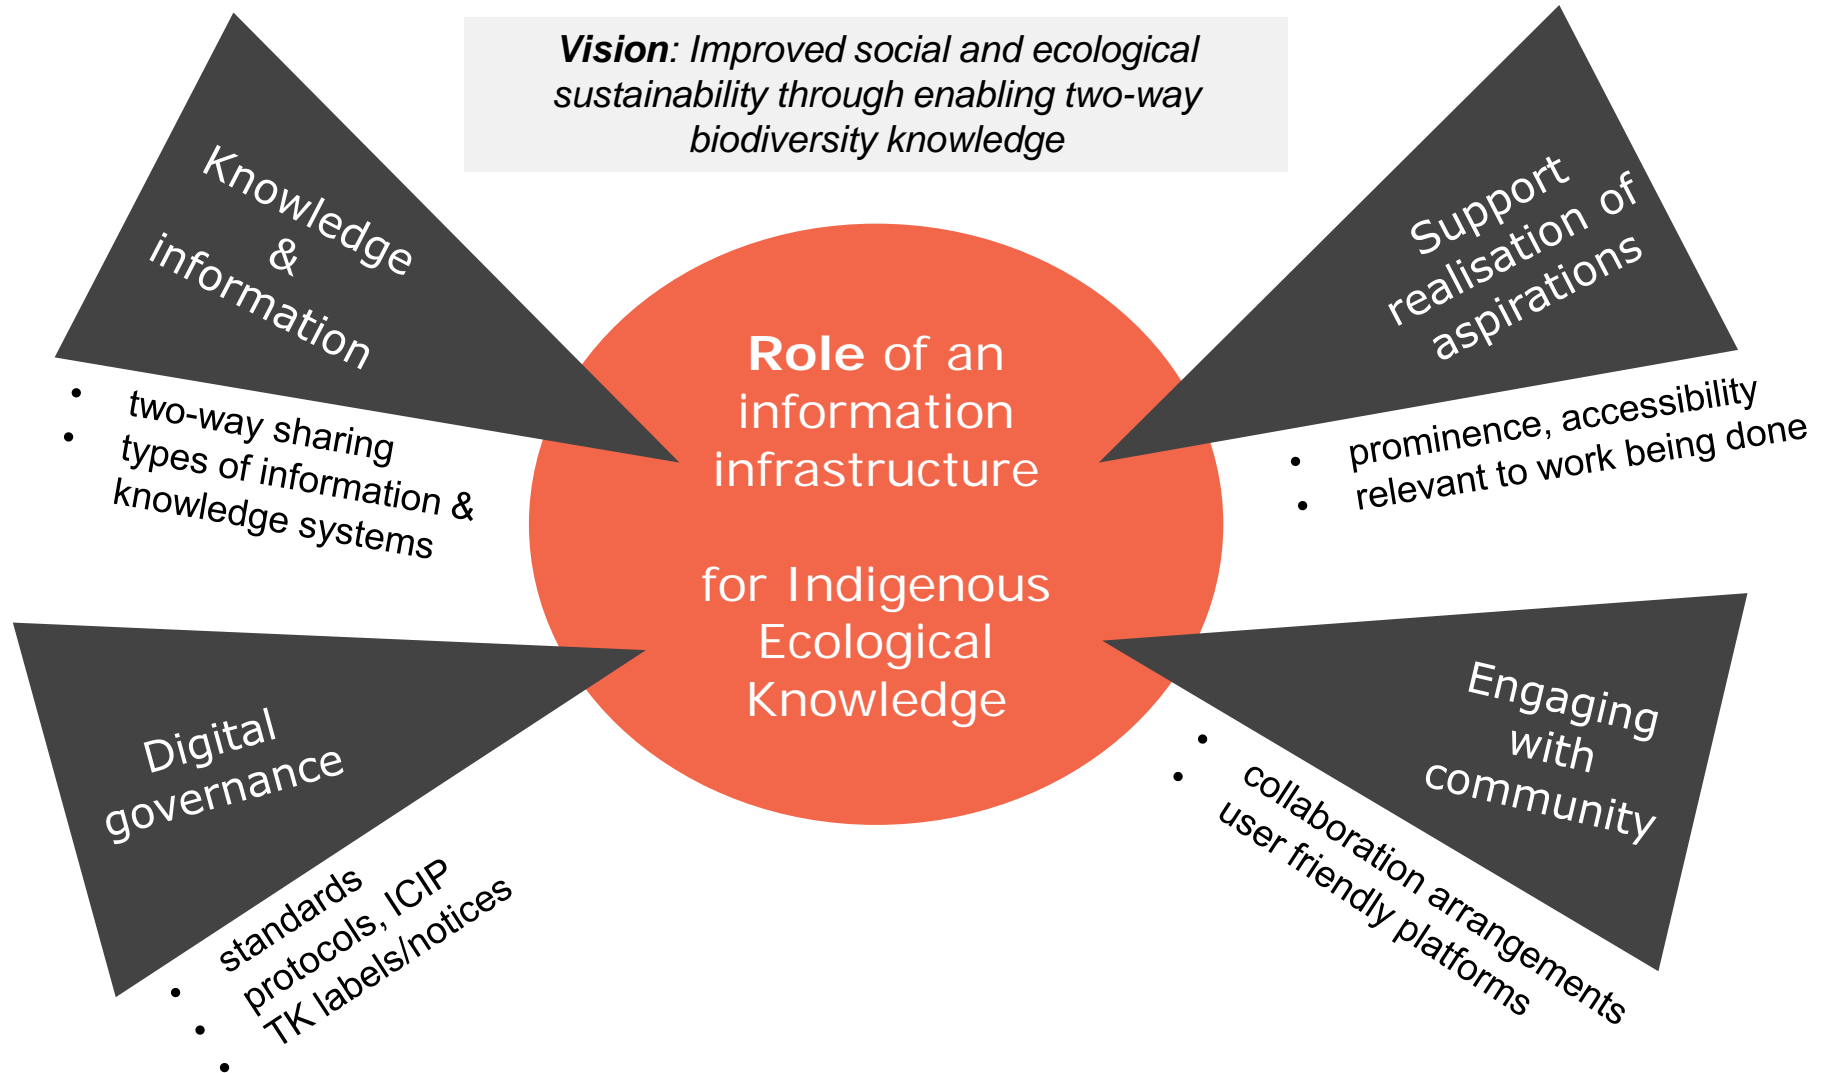 Vision: Improved social and ecological
sustainability through enabling two-way
biodiversity knowledge
Knowledge
&
information
• two-way sharing
• types of information &
knowledge systems
Support
realisation of
aspirations
• prominence, accessibility
• relevant to work being done
Role of an
information
infrastructure
for Indigenous
Ecological
Knowledge
Digital
governance
• standards
• protocols, ICIP
• TK labels/notices
Engaging
with
community
• collaboration arrangements
• user friendly platforms